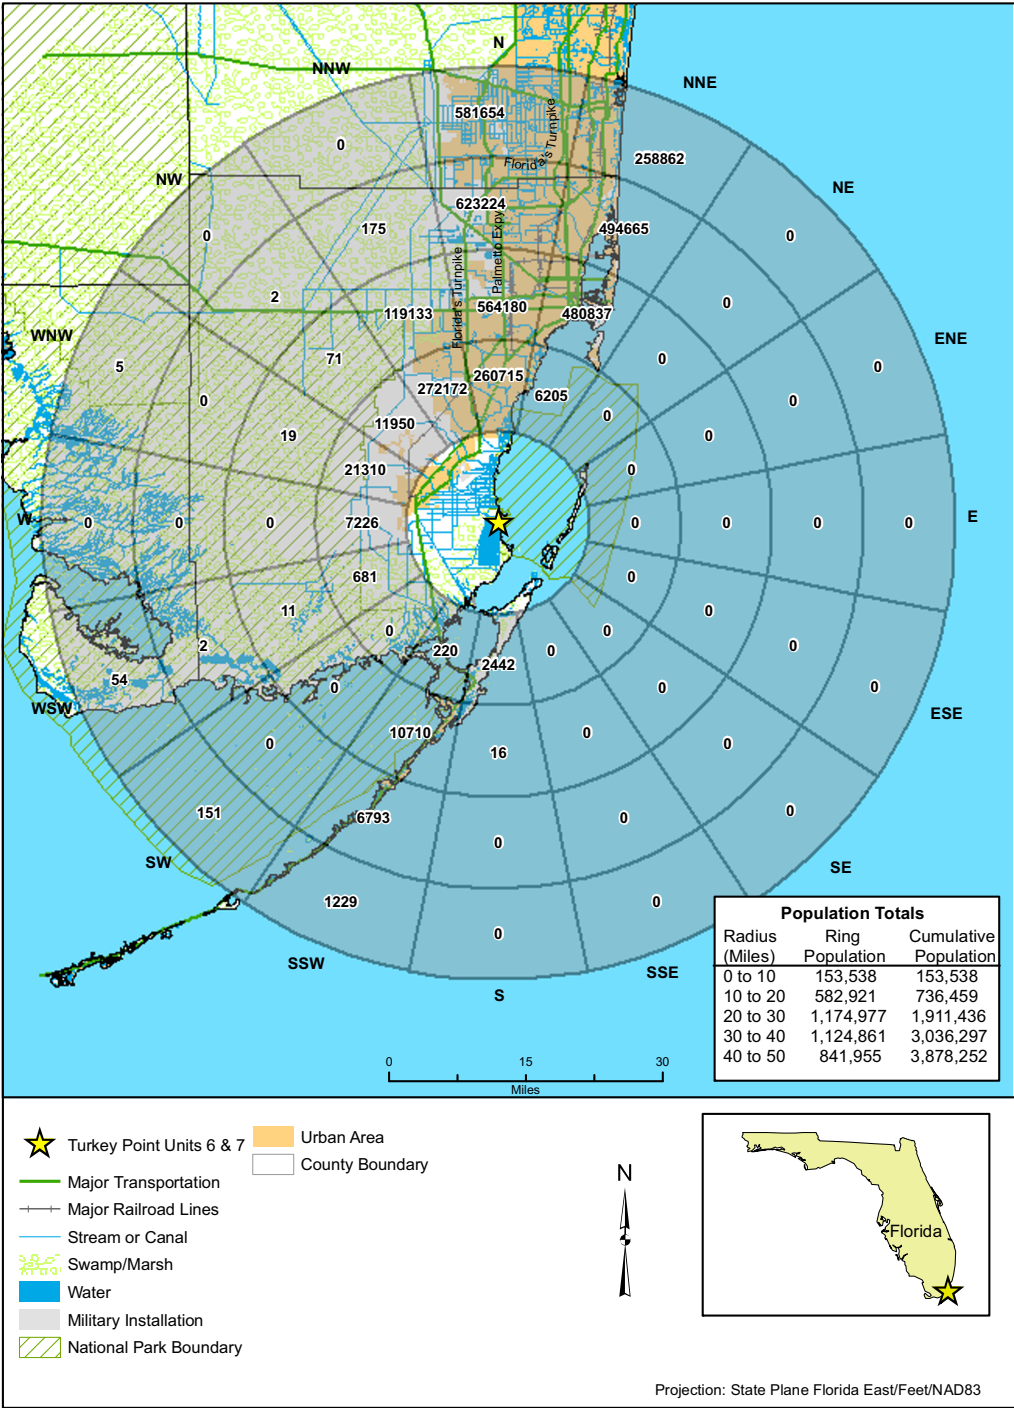 N
NNW
NNE
581654
0
Florida's Turnpike
258862
NW
NE
623224
175
494665
0
0
Palmetto Expy
Florida's Turnpike
2
0
119133
564180
480837
WNW
ENE
71
0
5
0
272172
260715
6205
0
0
11950
0
19
0
21310
0
W
0
0
0
7226
0
0
0
0
E
681
0
11
0
0
0
0
2
220
2442
0
0
54
0
0
0
WSW
ESE
10710
0
0
0
16
151
6793
0
0
0
SW
SE
1229
0
0
SSW
SSE
S
Population Totals
Radius (Miles) Ring Population Cumulative Population
0 to 10 153,538 153,538
10 to 20 582,921 736,459
20 to 30 1,174,977 1,911,436
30 to 40 1,124,861 3,036,297
40 to 50 841,955 3,878,252
0 15 30
Miles
Turkey Point Units 6 & 7
Major Transportation
Major Railroad Lines
Stream or Canal
Swamp/Marsh
Water
Military Installation
National Park Boundary
Urban Area
County Boundary
N
Florida
Projection: State Plane Florida East/Feet/NAD83